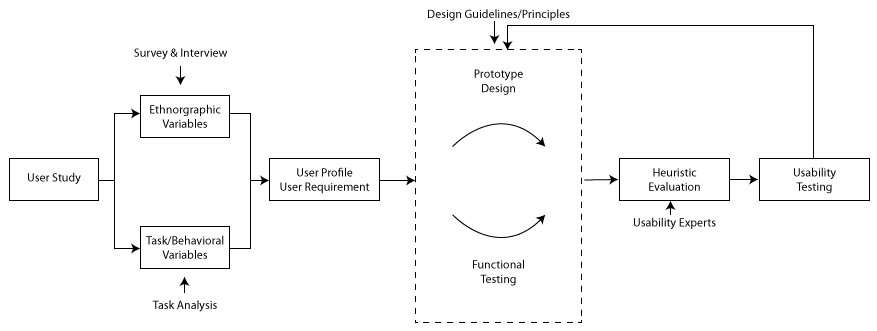 Design Guidelines/Principles
Survey & Interview
Prototype
Design
Ethnorgraphic
Variables
User Study
User Profile
User Requirement
Heuristic
Evaluation
Usability
Testing
Usability Experts
Task/Behavioral
Variables
Functional
Testing
Task Analysis